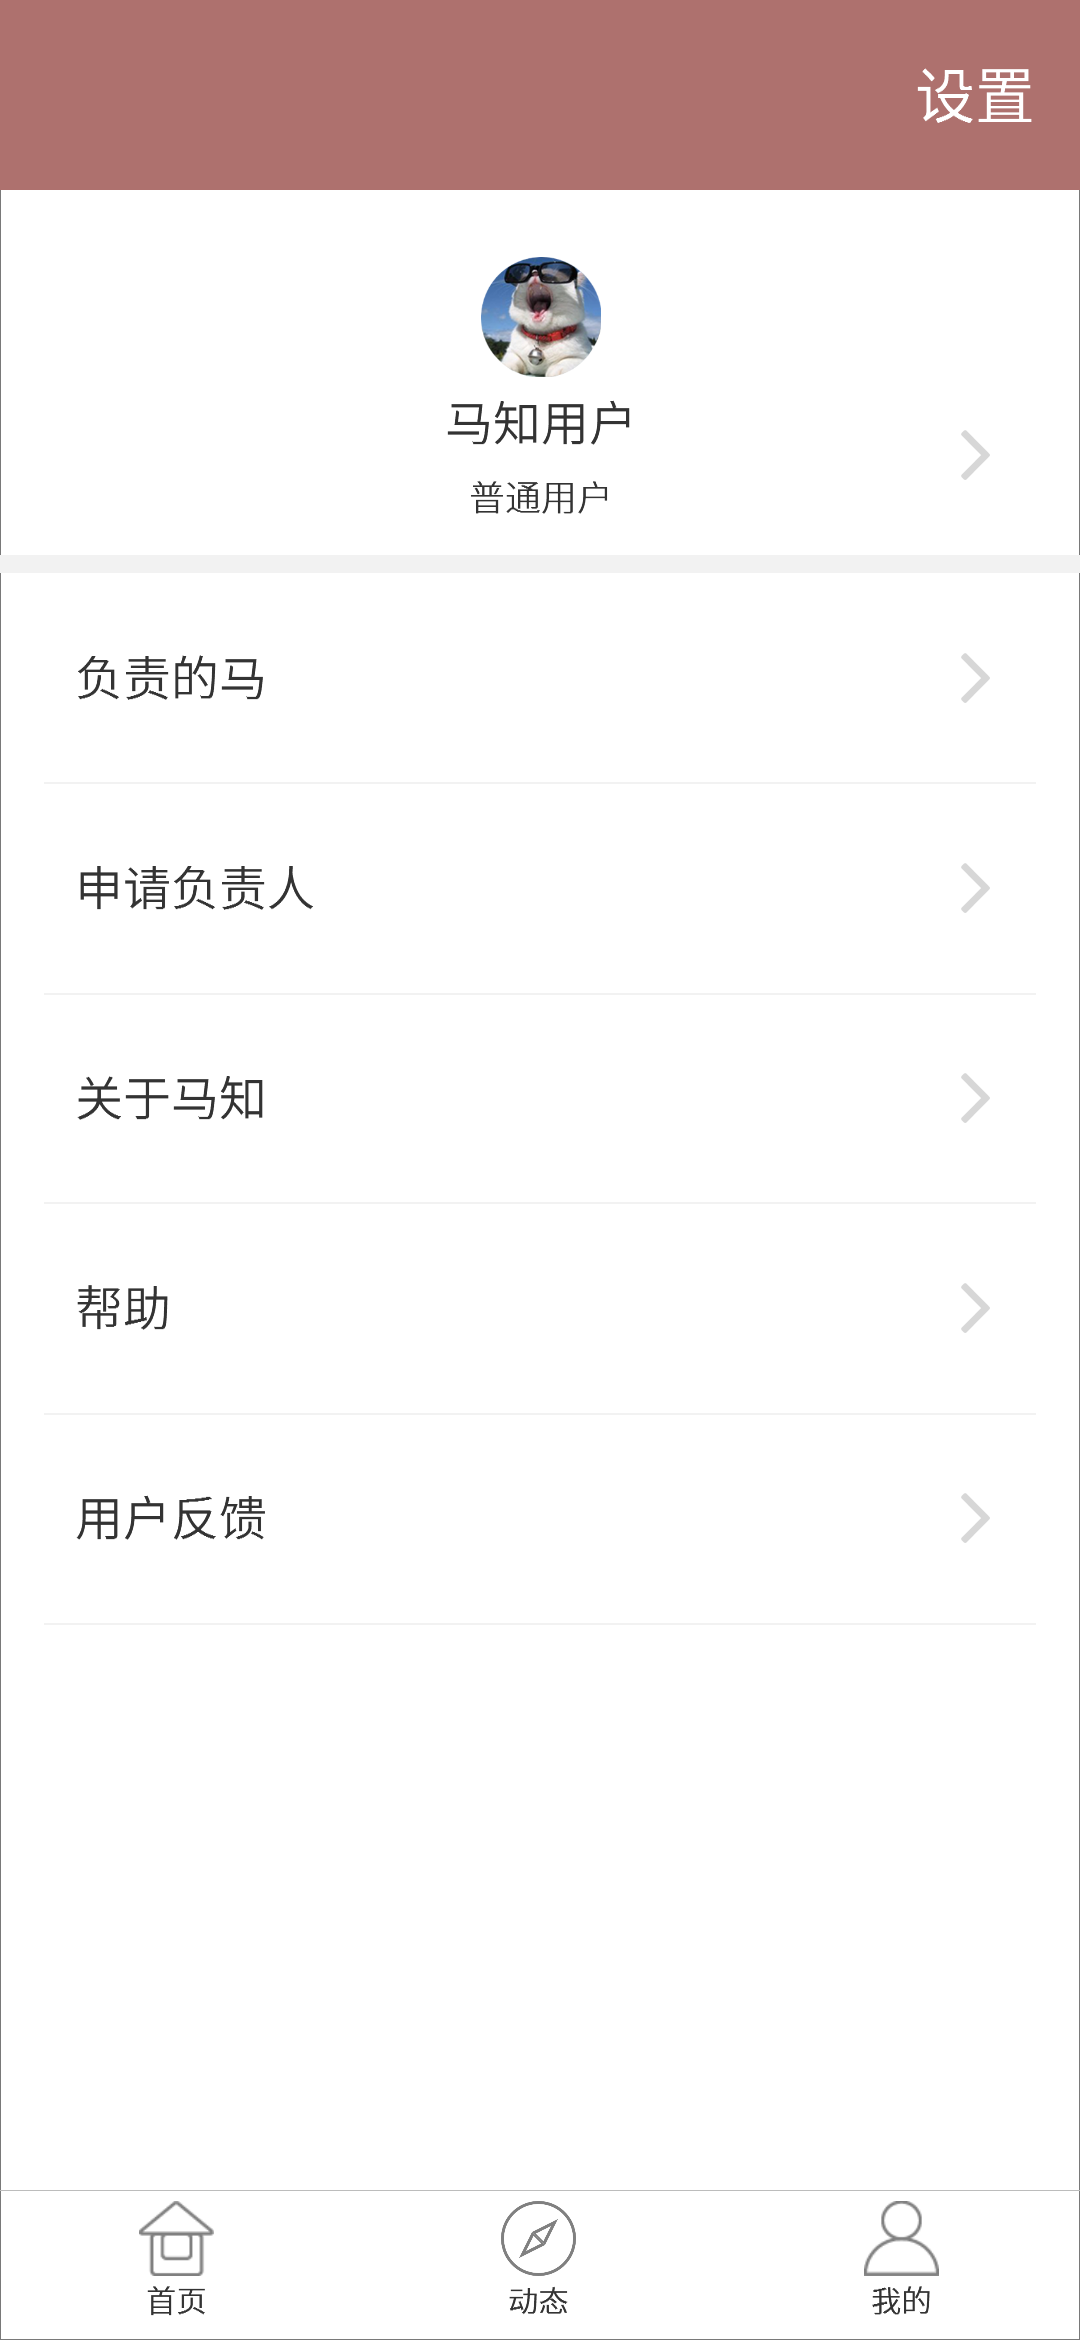 设置
马知用户
普通用户
负责的马
申请负责人
关于马知
帮助
用户反馈
首页
动态
我的